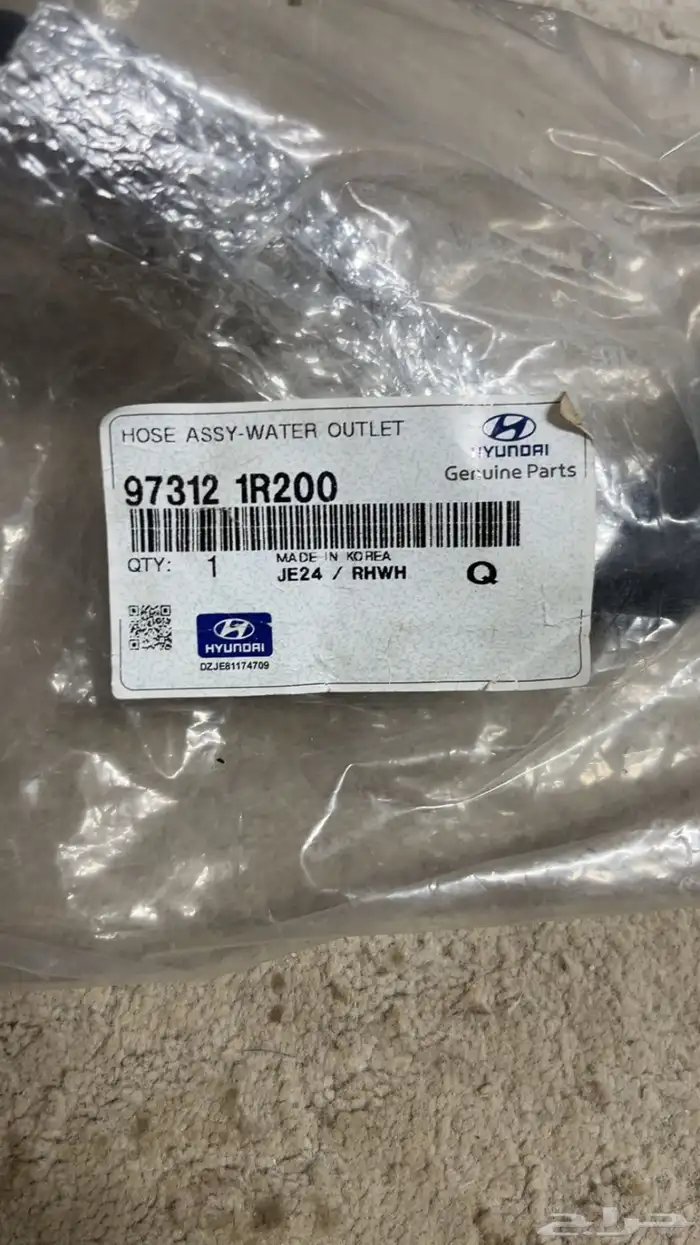 HOSE ASSY-WATER OUTLET
HYUNDAI
Genuine Parts
97312 1R200
QTY: 1
MADE IN KOREA
JE24 / RHWH
Q
HYUNDAI
DZJE81174709
حراج